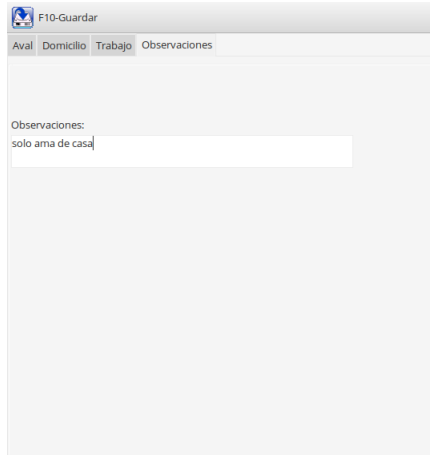 F10-Guardar
Aval Domicilio Trabajo Observaciones
Observaciones:
solo ama de casa